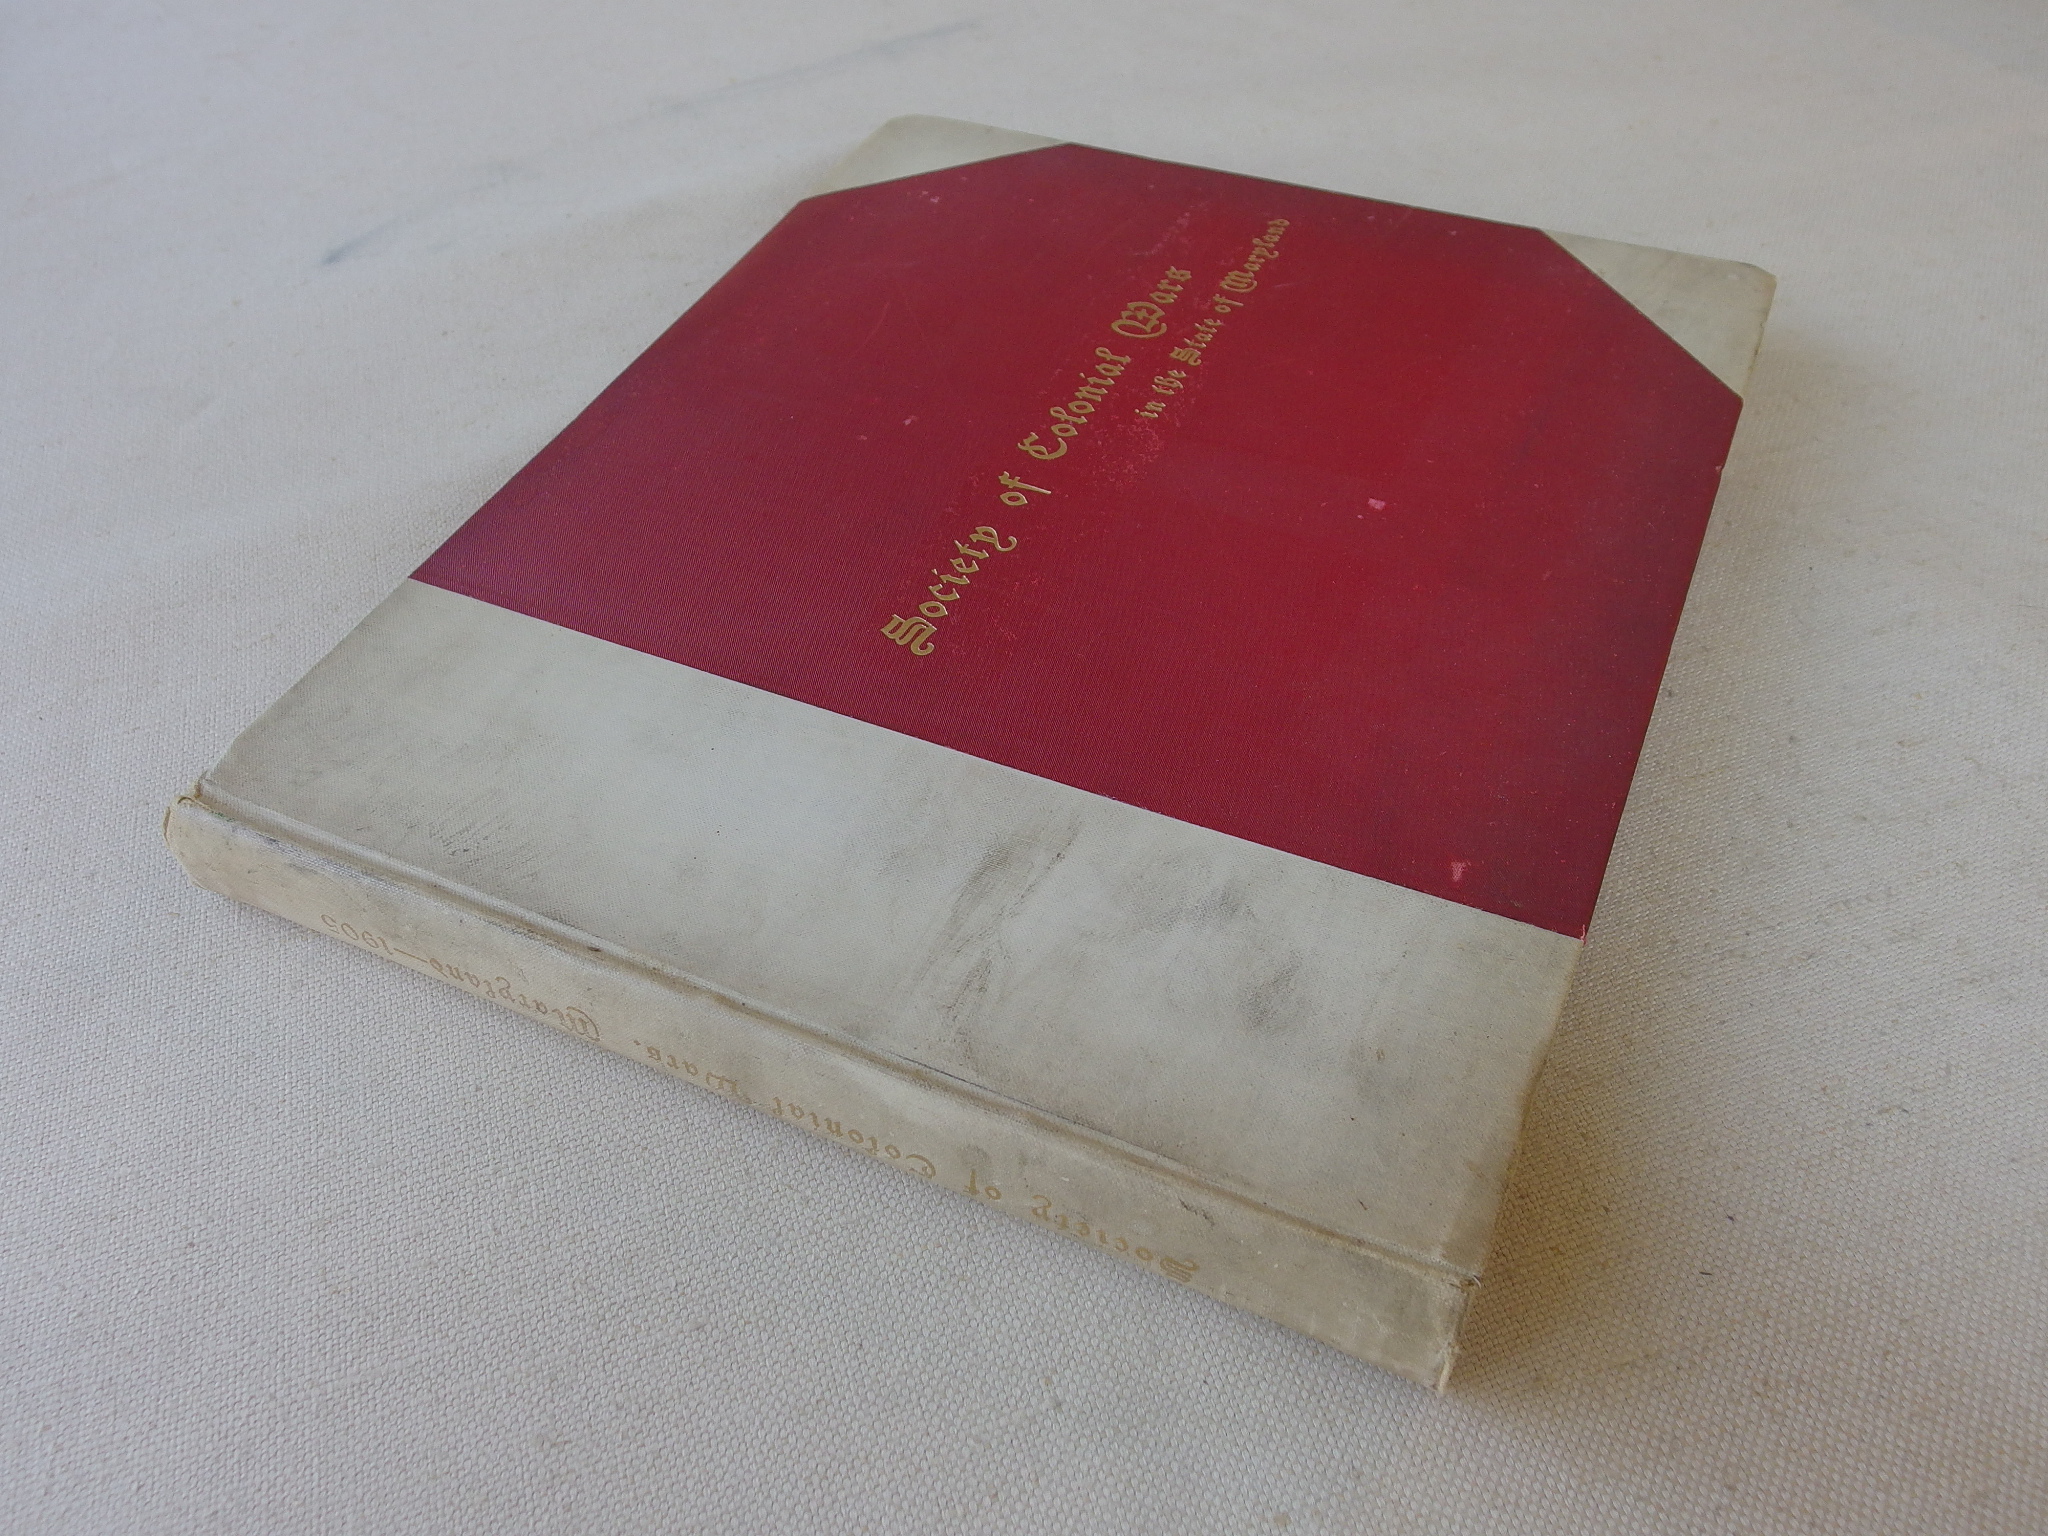 Society of Colonial Wars
in the State of Maryland
Society of Colonial Wars. Maryland—1905